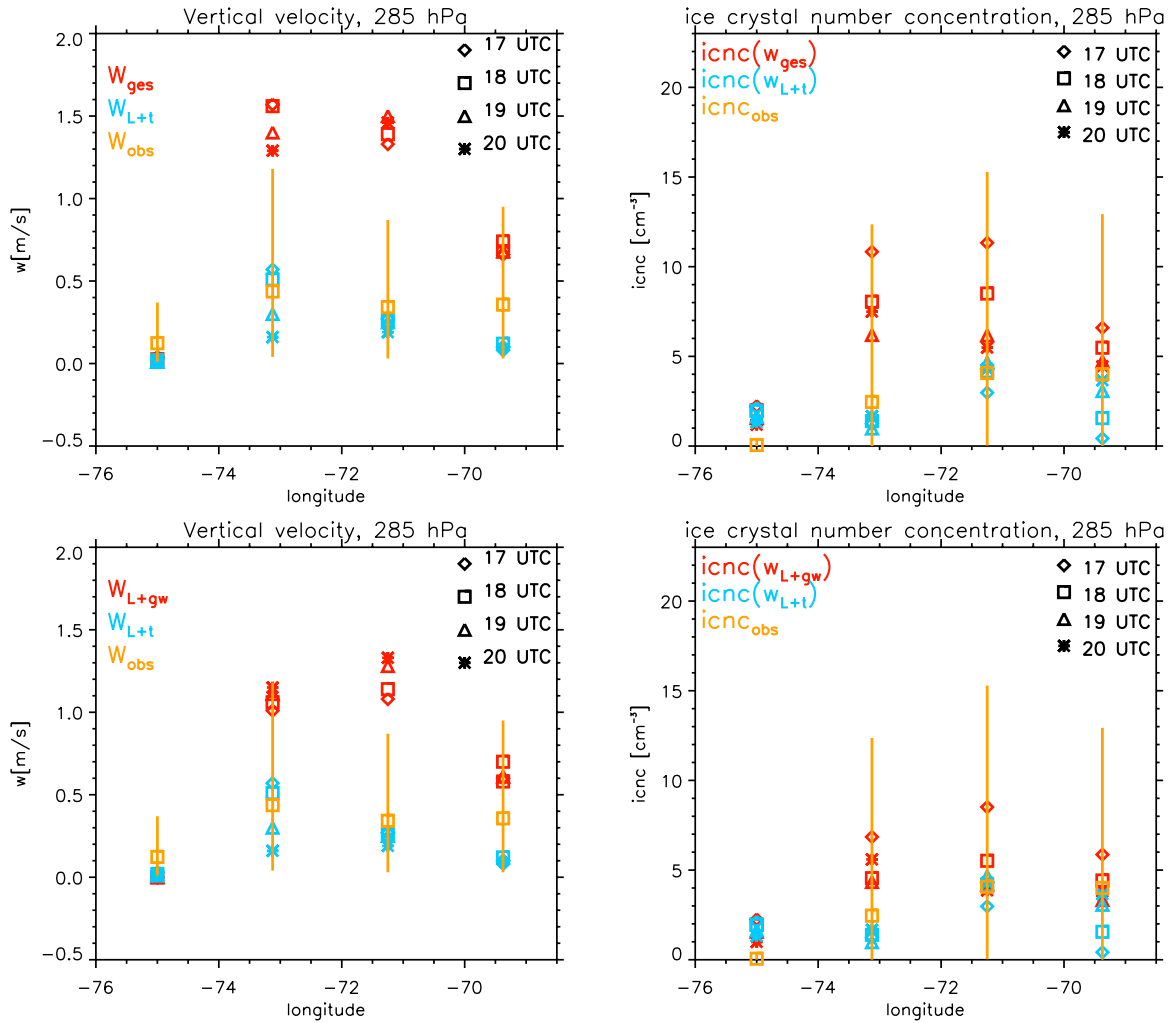 Vertical velocity, 285 hPa
2.0
1.5
1.0
0.5
0.0
−0.5
w[m/s]
W_ges
W_L+t
W_obs
17 UTC
18 UTC
19 UTC
20 UTC
−76
−74
−72
−70
longitude
ice crystal number concentration, 285 hPa
20
15
10
5
0
icnc [cm⁻³]
icnc(w_ges)
icnc(w_L+t)
icnc_obs
17 UTC
18 UTC
19 UTC
20 UTC
−76
−74
−72
−70
longitude
Vertical velocity, 285 hPa
2.0
1.5
1.0
0.5
0.0
−0.5
w[m/s]
W_L+gw
W_L+t
W_obs
17 UTC
18 UTC
19 UTC
20 UTC
−76
−74
−72
−70
longitude
ice crystal number concentration, 285 hPa
20
15
10
5
0
icnc [cm⁻³]
icnc(w_L+gw)
icnc(w_L+t)
icnc_obs
17 UTC
18 UTC
19 UTC
20 UTC
−76
−74
−72
−70
longitude